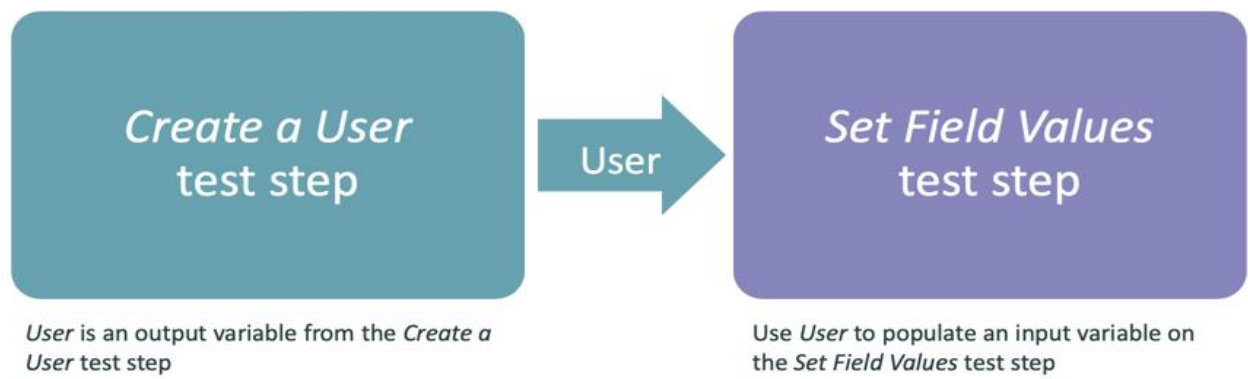 Create a User
test step
User
Set Field Values
test step
User is an output variable from the Create a
User test step
Use User to populate an input variable on
the Set Field Values test step